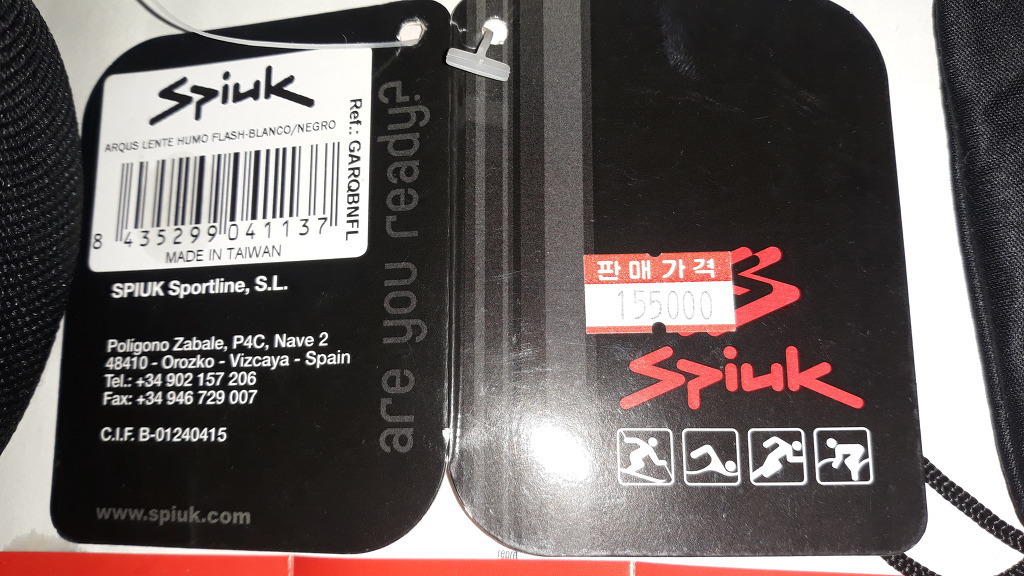 Spiuk
ARQUS LENTE HUMO FLASH-BLANCO/NEGRO
Ref.: GARQBNFL
8 435299 041137
MADE IN TAIWAN
SPIUK Sportline, S.L.
Polígono Zabale, P4C, Nave 2
48410 - Orozko - Vizcaya - Spain
Tel.: +34 902 157 206
Fax: +34 946 729 007
C.I.F. B-01240415
www.spiuk.com
are you ready?
판매가격
155000
Spiuk